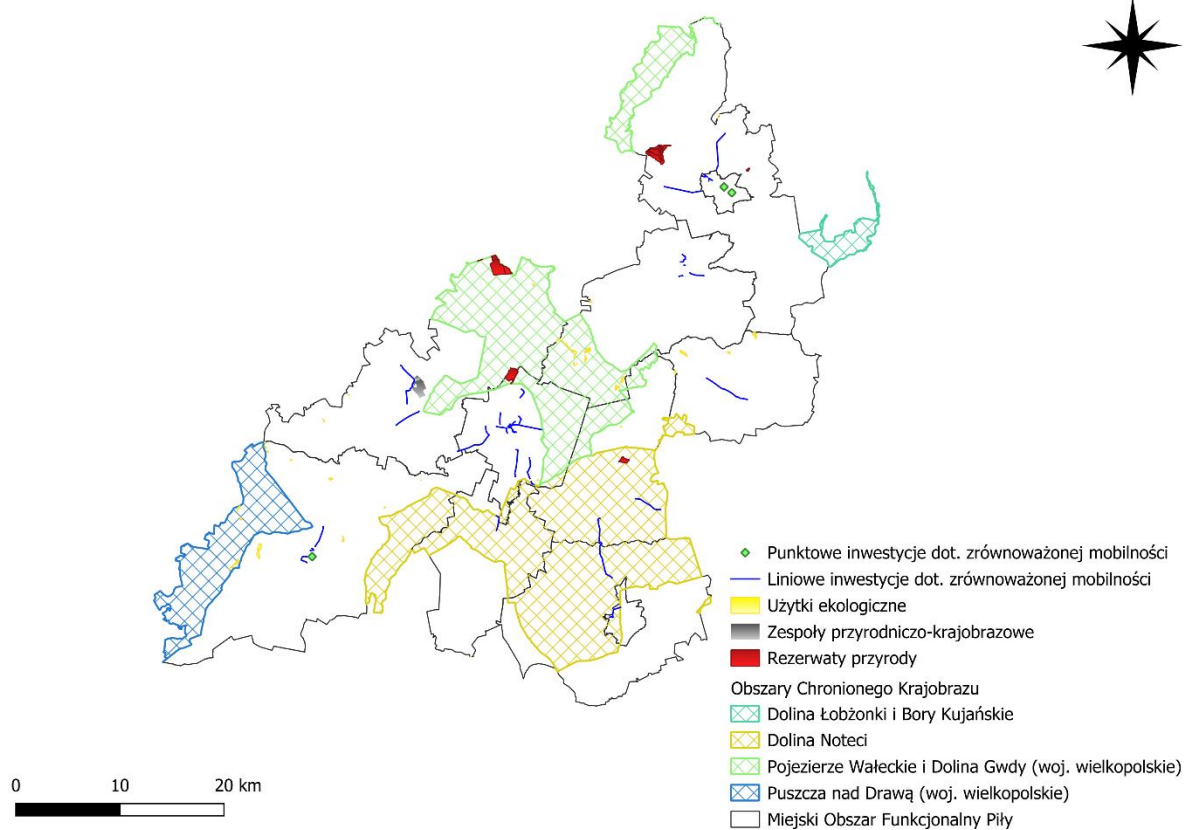 Punktowe inwestycje dot. zrównoważonej mobilności
Liniowe inwestycje dot. zrównoważonej mobilności
Użytki ekologiczne
Zespoły przyrodniczo-krajobrazowe
Rezerwaty przyrody
Obszary Chronionego Krajobrazu
Dolina Łobżonki i Bory Kujańskie
Dolina Noteci
Pojezierze Wałeckie i Dolina Gwdy (woj. wielkopolskie)
Puszcza nad Drawą (woj. wielkopolskie)
Miejski Obszar Funkcjonalny Piły
0 10 20 km